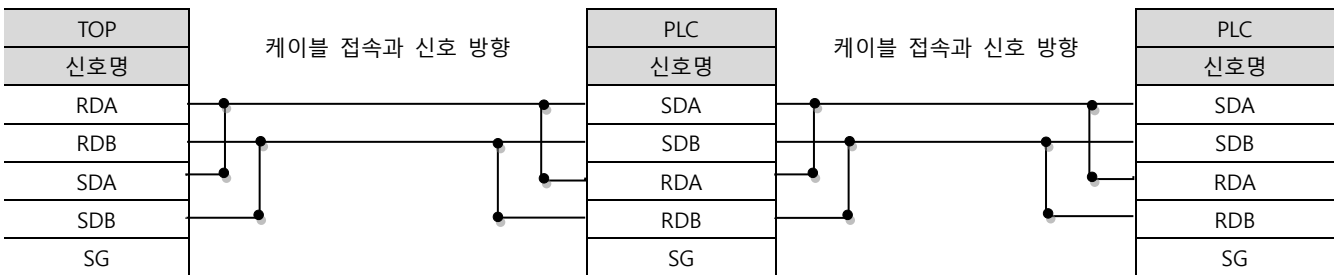 TOP 케이블 접속과 신호 방향 PLC 케이블 접속과 신호 방향 PLC
신호명 신호명 신호명
RDA SDA SDA
RDB SDB SDB
SDA RDA RDA
SDB RDB RDB
SG SG SG